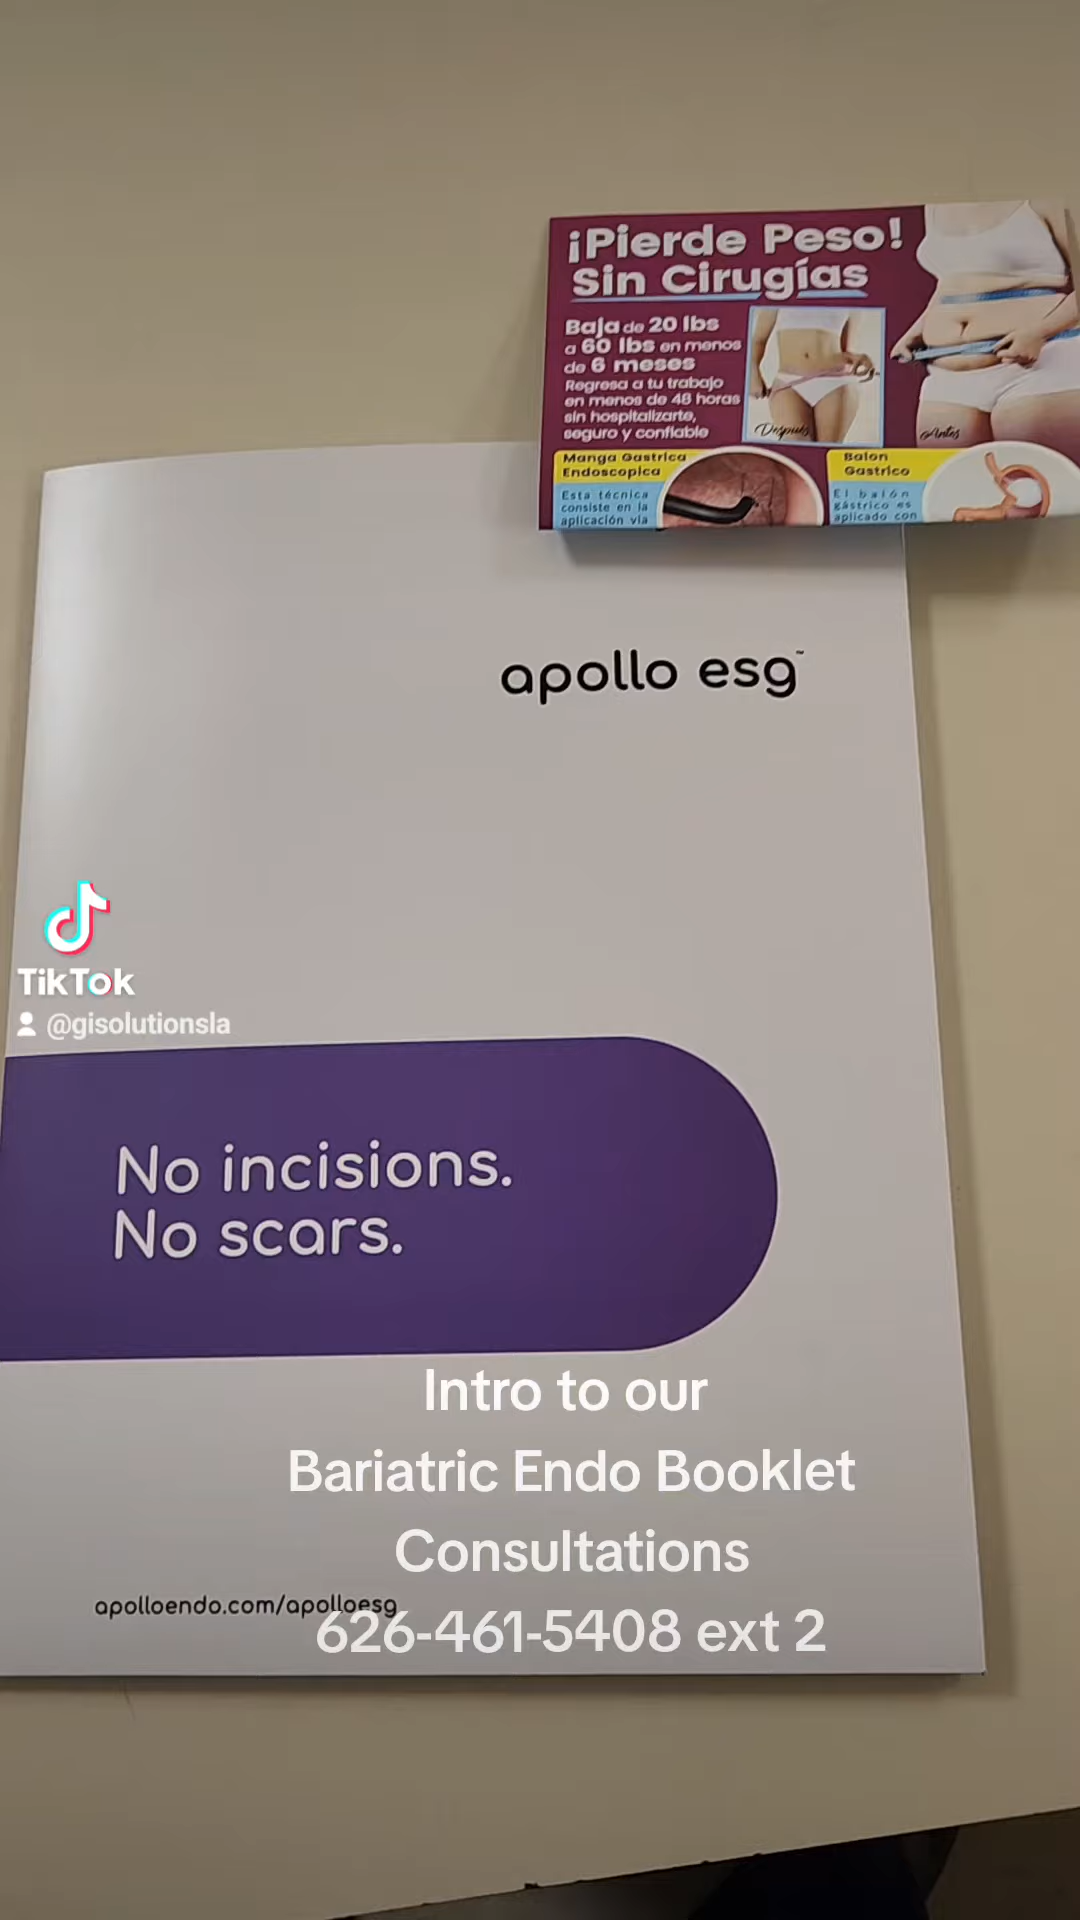 ¡Pierde Peso!
Sin Cirugías
Baja de 20 lbs
a 60 lbs en menos
de 6 meses
Regresa a tu trabajo
en menos de 48 horas
sin hospitalizarte,
seguro y confiable
Después
Antes
Manga Gastrica
Endoscopica
Esta técnica
consiste en la
aplicación via
Balon
Gastrico
El balón
gástrico es
aplicado con
apollo esg™
TikTok
@gisolutionsla
No incisions.
No scars.
Intro to our
Bariatric Endo Booklet
Consultations
apolloendo.com/apolloesg
626-461-5408 ext 2